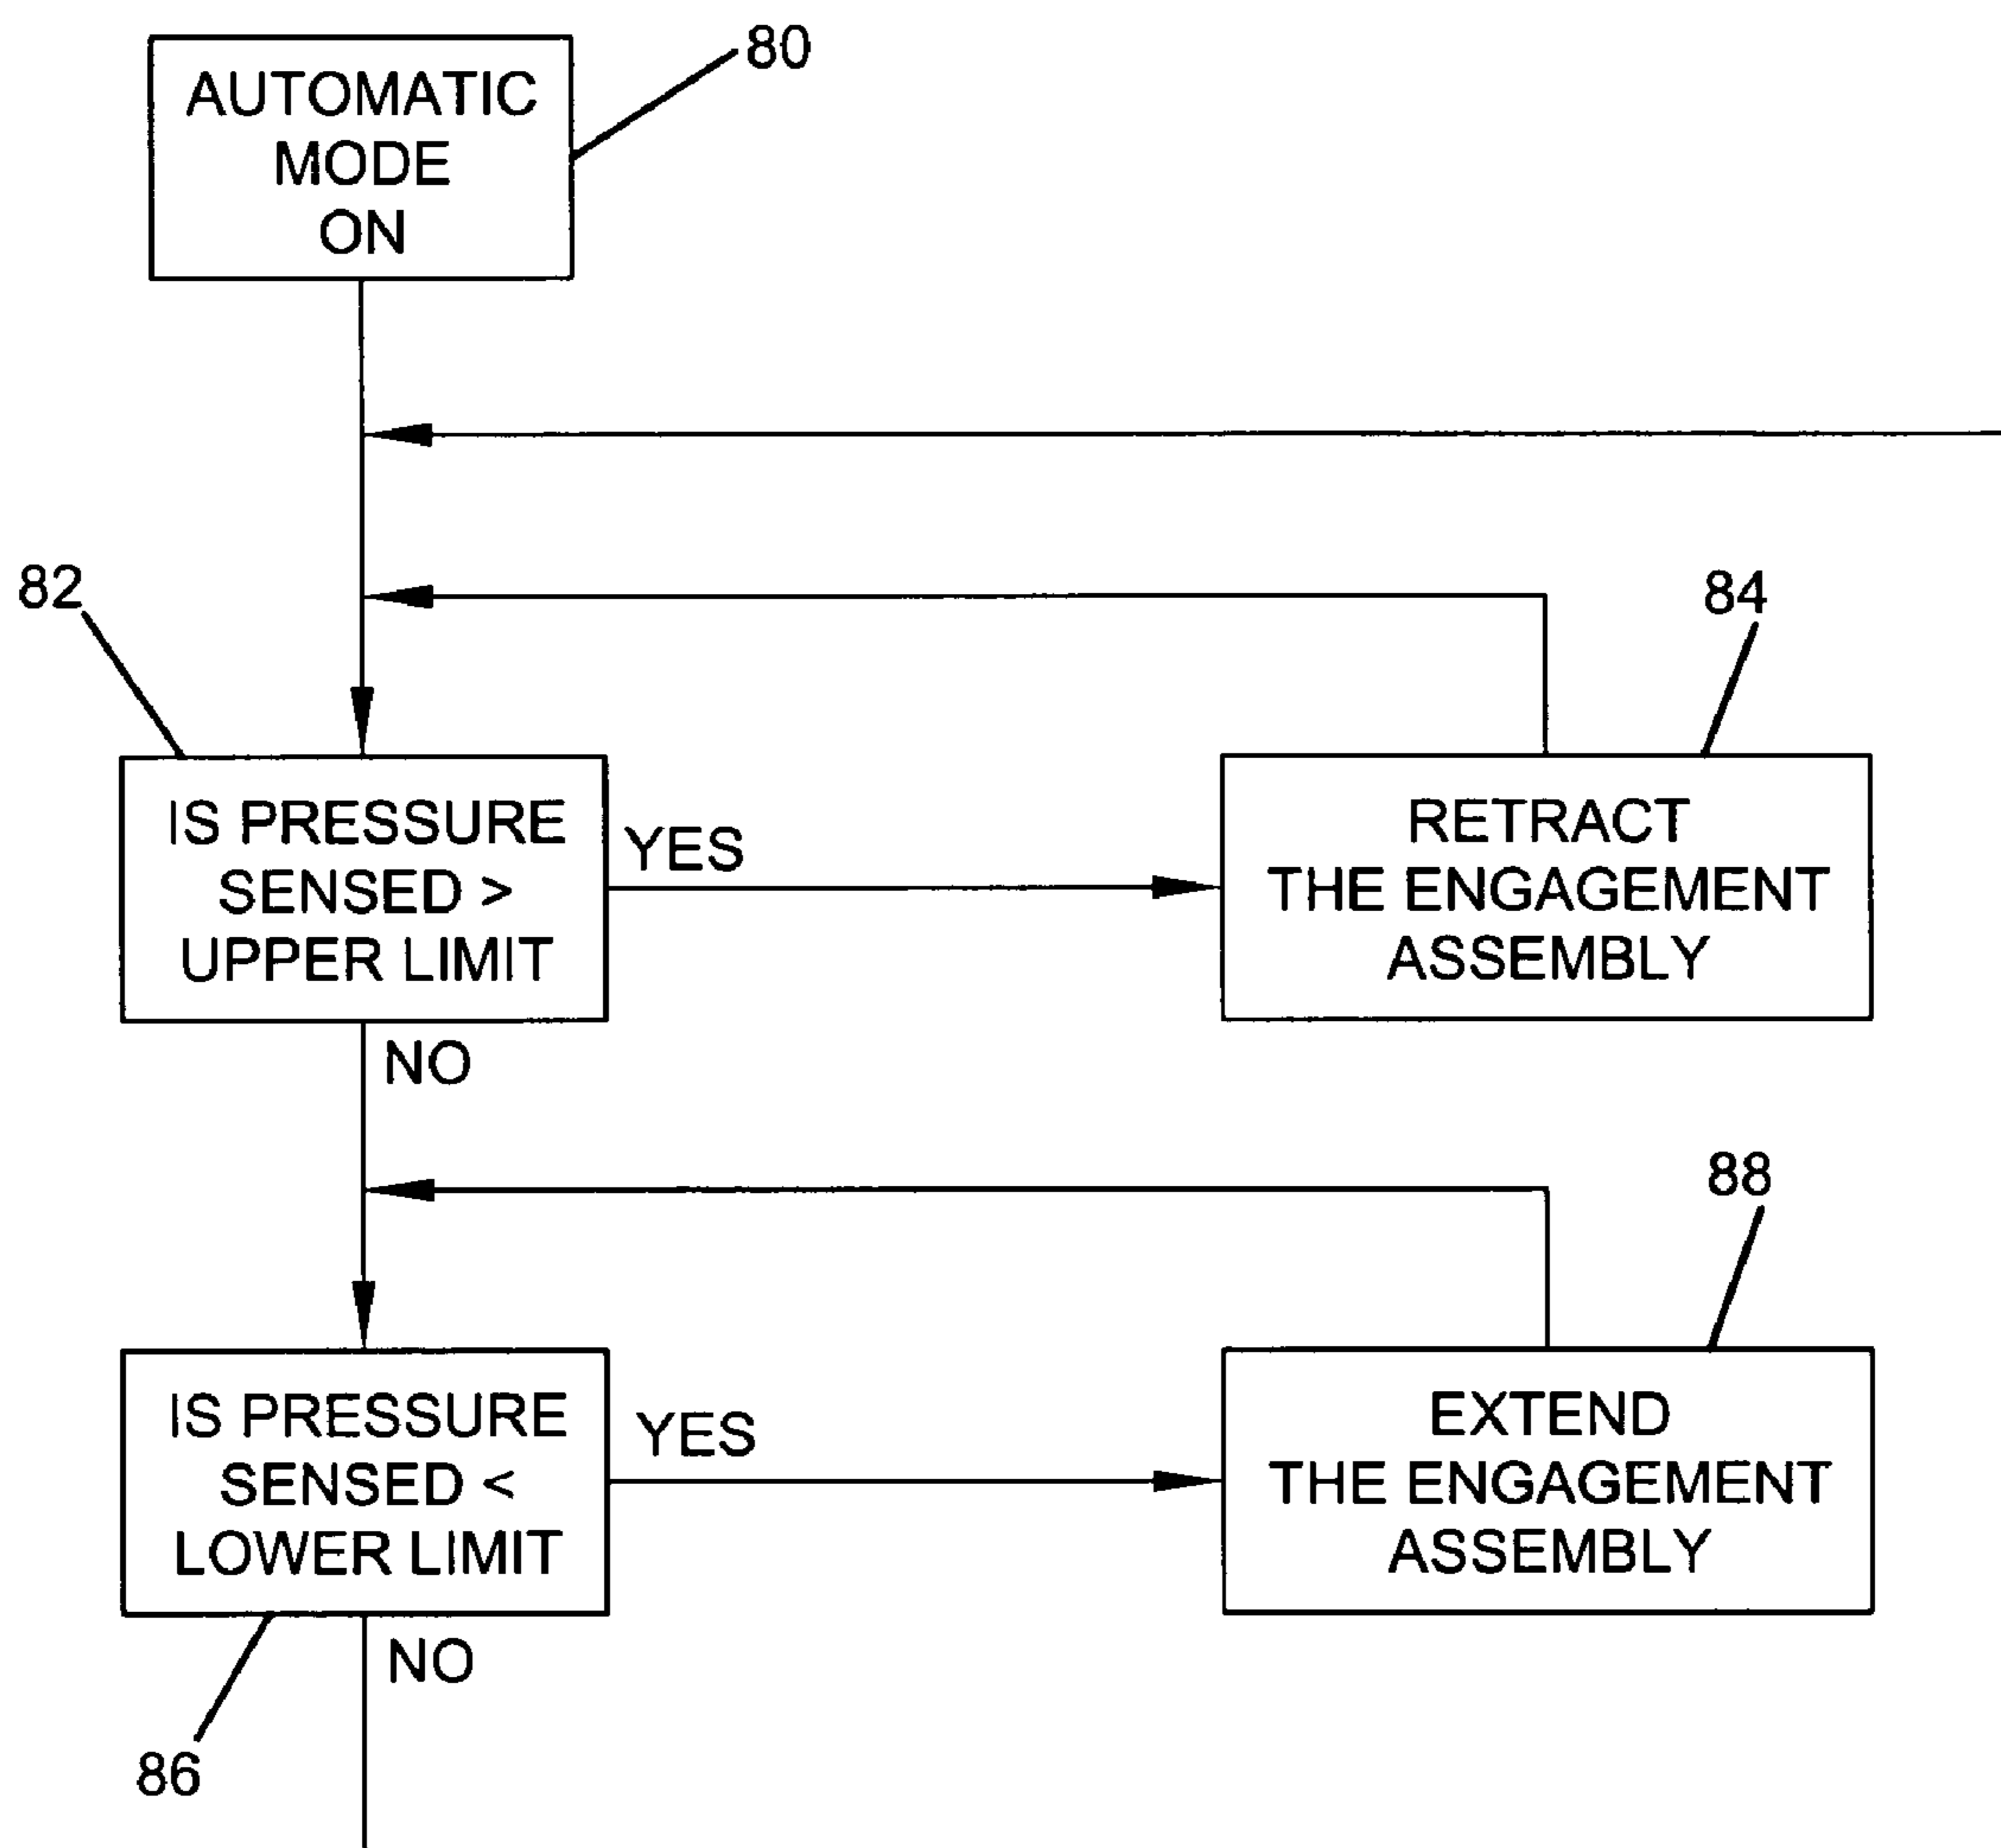 AUTOMATIC
MODE
ON
80
82
84
IS PRESSURE
SENSED >
UPPER LIMIT
YES
RETRACT
THE ENGAGEMENT
ASSEMBLY
NO
88
IS PRESSURE
SENSED <
LOWER LIMIT
YES
EXTEND
THE ENGAGEMENT
ASSEMBLY
NO
86